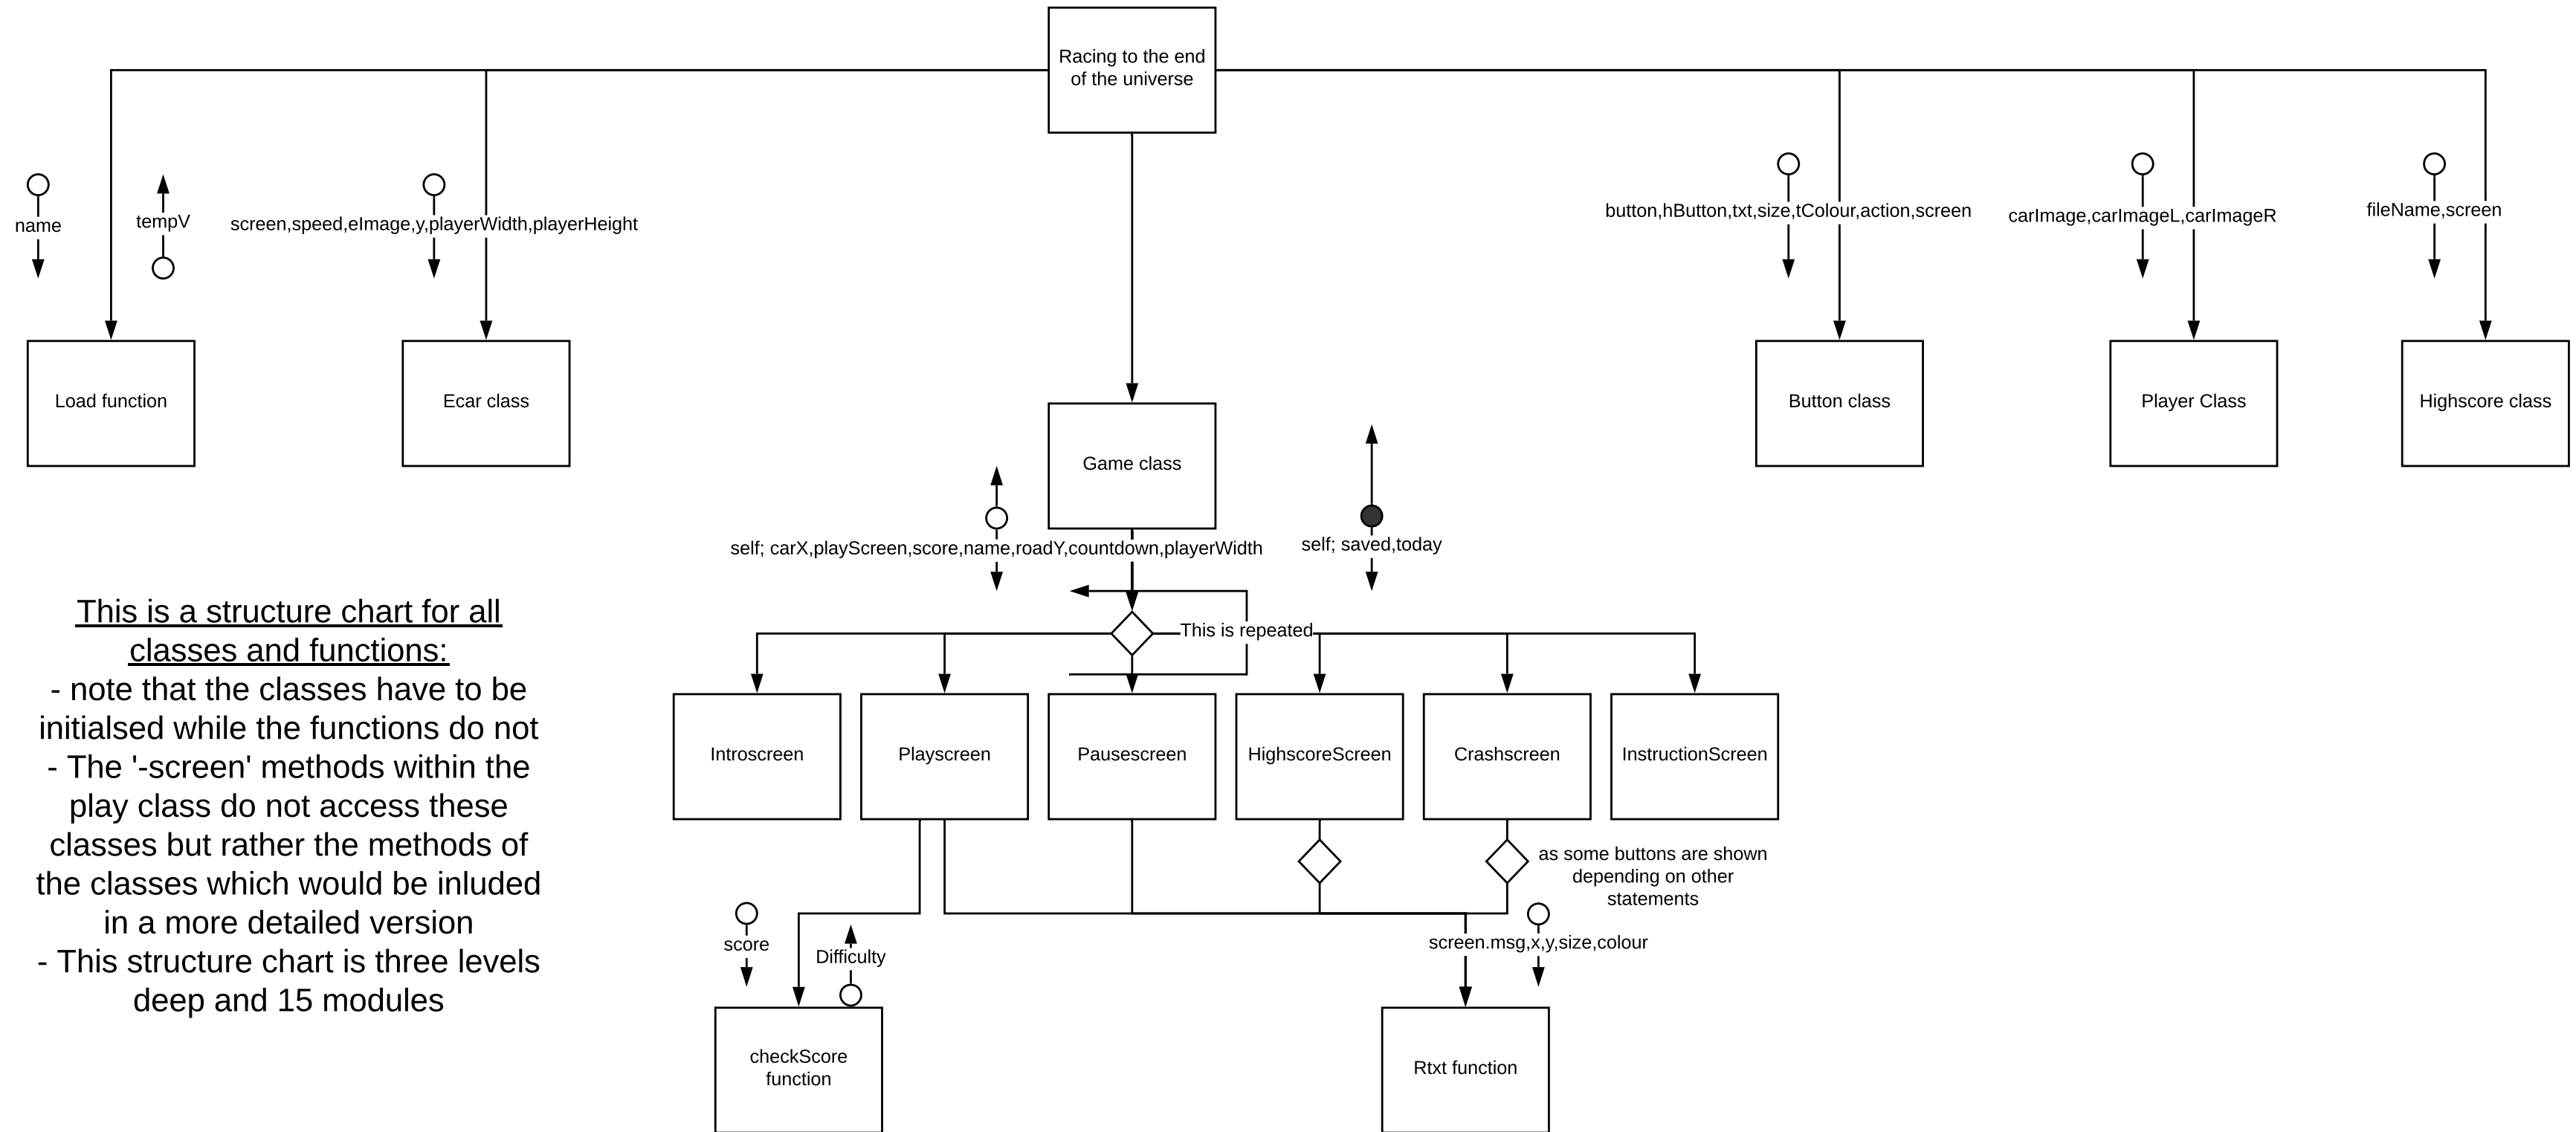 Racing to the end
of the universe
name
tempV
screen,speed,eImage,y,playerWidth,playerHeight
button,hButton,txt,size,tColour,action,screen
carImage,carImageL,carImageR
fileName,screen
Load function
Ecar class
Game class
Button class
Player Class
Highscore class
self; carX,playScreen,score,name,roadY,countdown,playerWidth
self; saved,today
This is repeated
Introscreen
Playscreen
Pausescreen
HighscoreScreen
Crashscreen
InstructionScreen
as some buttons are shown
depending on other
statements
score
Difficulty
screen.msg,x,y,size,colour
checkScore
function
Rtxt function
This is a structure chart for all
classes and functions:
- note that the classes have to be
initialsed while the functions do not
- The '-screen' methods within the
play class do not access these
classes but rather the methods of
the classes which would be inluded
in a more detailed version
- This structure chart is three levels
deep and 15 modules